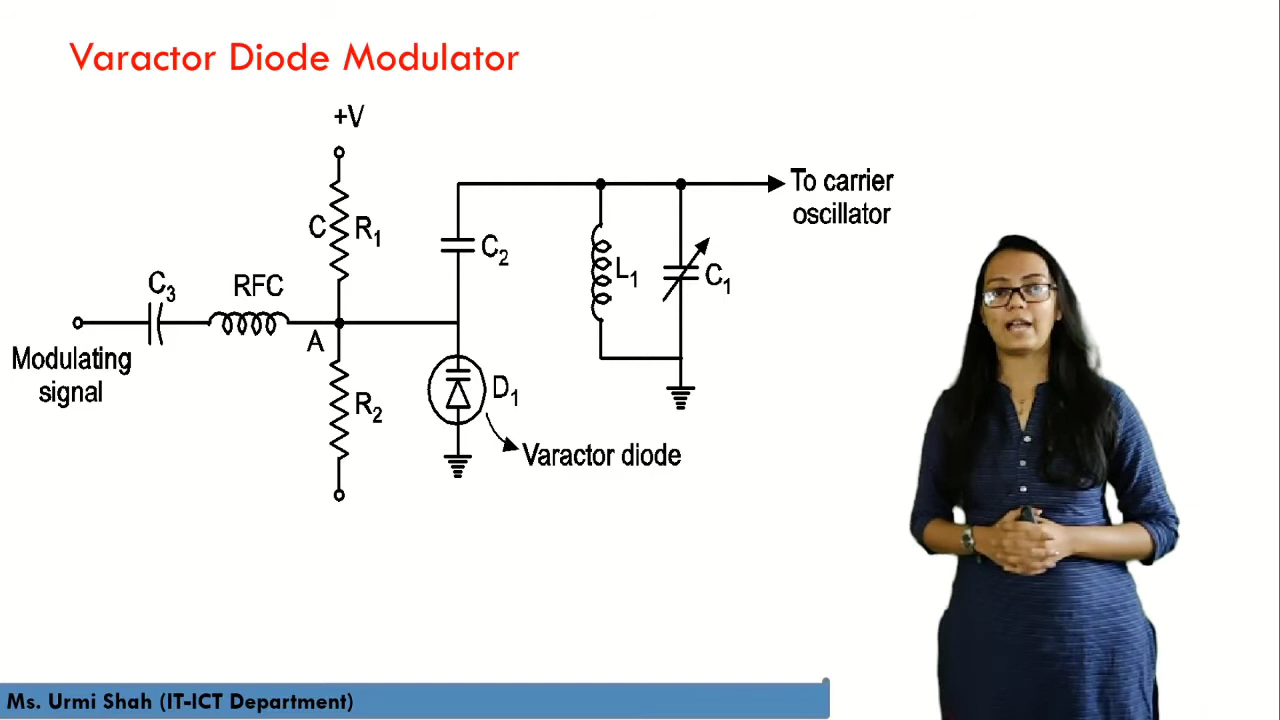 Varactor Diode Modulator
+V
To carrier
oscillator
C R₁
C₂
L₁
C₁
C₃
RFC
A
Modulating
signal
R₂
D₁
Varactor diode
Ms. Urmi Shah (IT-ICT Department)